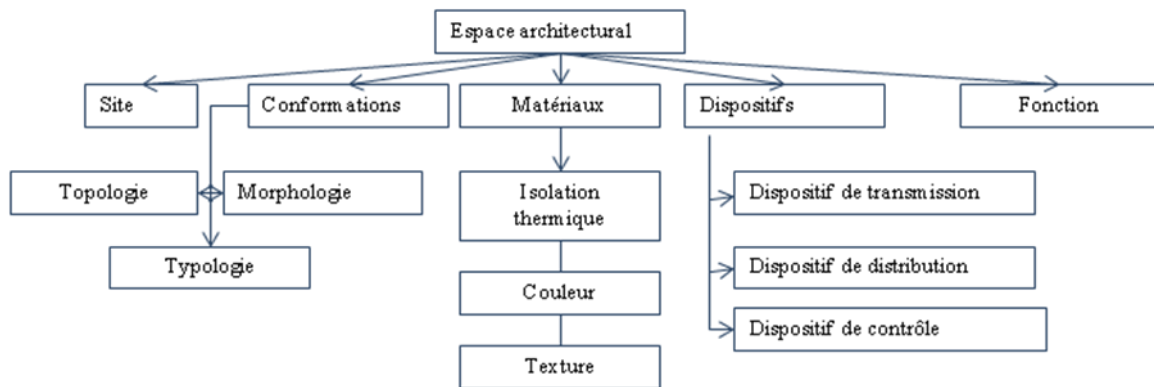 Espace architectural
Site
Conformations
Matériaux
Dispositifs
Fonction
Topologie
Morphologie
Typologie
Isolation
thermique
Couleur
Texture
Dispositif de transmission
Dispositif de distribution
Dispositif de contrôle